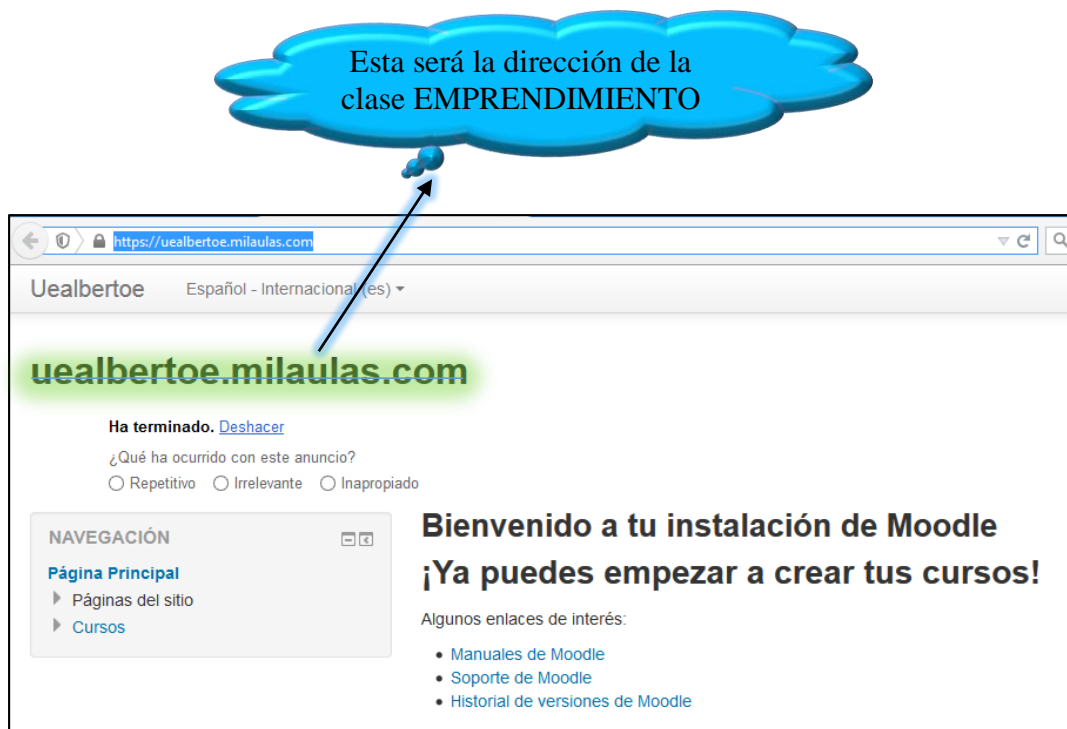 Esta será la dirección de la
clase EMPRENDIMIENTO
https://uealbertoe.milaulas.com
Uealbertoe Español - Internacional (es)
uealbertoe.milaulas.com
Ha terminado. Deshacer
¿Qué ha ocurrido con este anuncio?
Repetitivo Irrelevante Inapropiado
NAVEGACIÓN
Página Principal
Páginas del sitio
Cursos
Bienvenido a tu instalación de Moodle
¡Ya puedes empezar a crear tus cursos!
Algunos enlaces de interés:
• Manuales de Moodle
• Soporte de Moodle
• Historial de versiones de Moodle